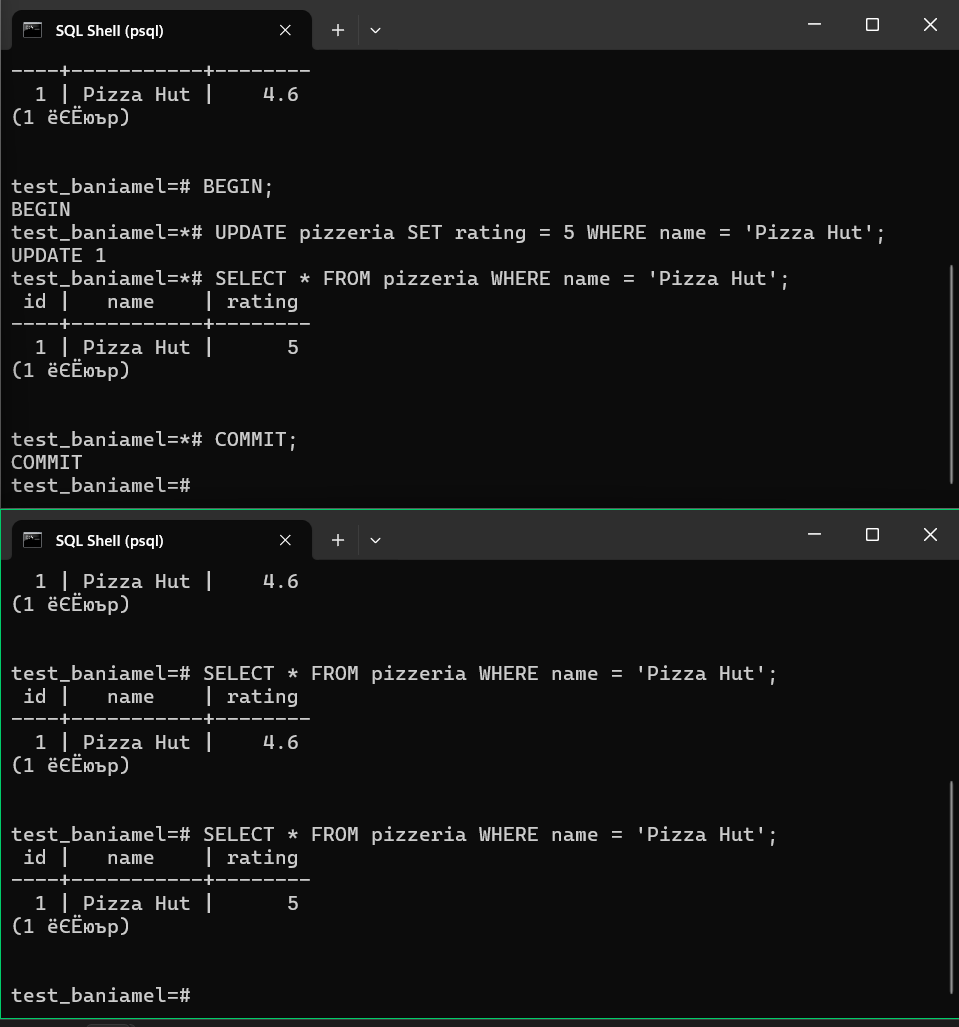 SQL Shell (psql)
----+-----------+--------
  1 | Pizza Hut |    4.6
(1 ёЄЁюър)
test_baniamel=# BEGIN;
BEGIN
test_baniamel=*# UPDATE pizzeria SET rating = 5 WHERE name = 'Pizza Hut';
UPDATE 1
test_baniamel=*# SELECT * FROM pizzeria WHERE name = 'Pizza Hut';
 id |   name    | rating
----+-----------+--------
  1 | Pizza Hut |      5
(1 ёЄЁюър)
test_baniamel=*# COMMIT;
COMMIT
test_baniamel=#
SQL Shell (psql)
  1 | Pizza Hut |    4.6
(1 ёЄЁюър)
test_baniamel=# SELECT * FROM pizzeria WHERE name = 'Pizza Hut';
 id |   name    | rating
----+-----------+--------
  1 | Pizza Hut |    4.6
(1 ёЄЁюър)
test_baniamel=# SELECT * FROM pizzeria WHERE name = 'Pizza Hut';
 id |   name    | rating
----+-----------+--------
  1 | Pizza Hut |      5
(1 ёЄЁюър)
test_baniamel=#